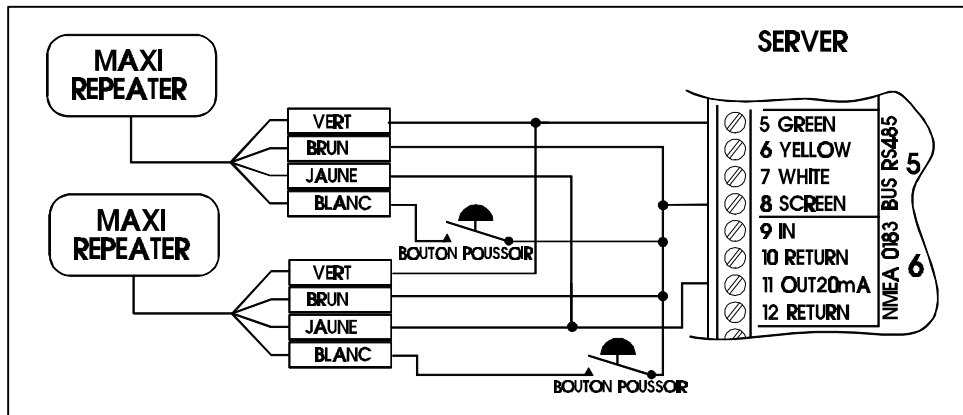 MAXI
REPEATER
VERT
BRUN
JAUNE
BLANC
BOUTON POUSSOIR
MAXI
REPEATER
VERT
BRUN
JAUNE
BLANC
BOUTON POUSSOIR
SERVER
5 GREEN
6 YELLOW
7 WHITE
8 SCREEN
9 IN
10 RETURN
11 OUT20mA
12 RETURN
BUS RS485
5
NMEA 0183
6